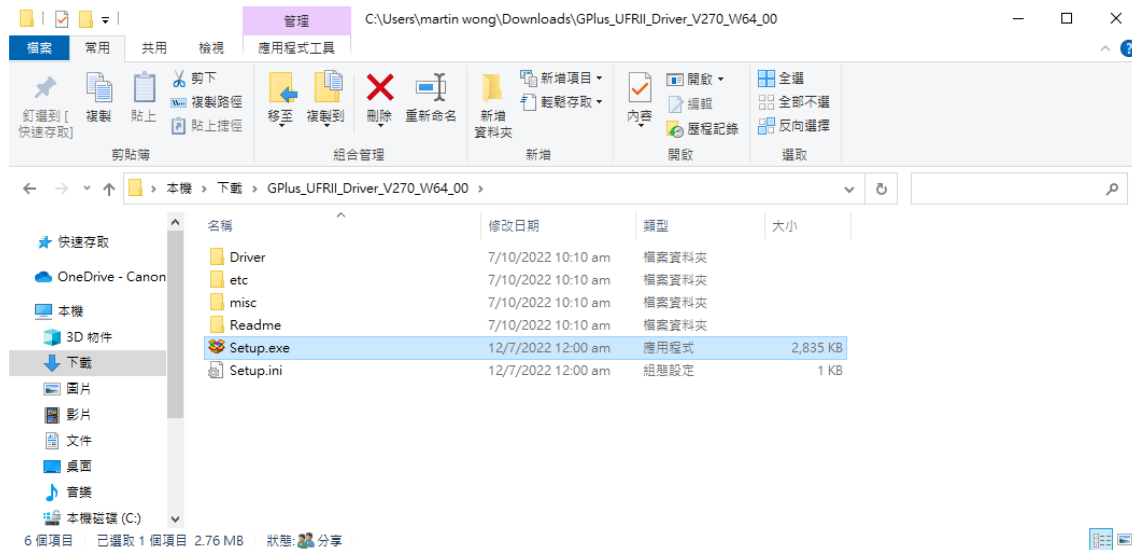 管理
C:\Users\martin wong\Downloads\GPlus_UFRII_Driver_V270_W64_00
檔案
常用
共用
檢視
應用程式工具
釘選到 [快速存取]
複製
貼上
剪下
複製路徑
貼上捷徑
剪貼簿
移至
複製到
刪除
重新命名
組合管理
新增資料夾
新增項目
輕鬆存取
新增
內容
開啟
編輯
歷程記錄
開啟
全選
全部不選
反向選擇
選取
本機 › 下載 › GPlus_UFRII_Driver_V270_W64_00 ›
快速存取
OneDrive - Canon
本機
3D 物件
下載
圖片
影片
文件
桌面
音樂
本機磁碟 (C:)
名稱 修改日期 類型 大小
Driver 7/10/2022 10:10 am 檔案資料夾
etc 7/10/2022 10:10 am 檔案資料夾
misc 7/10/2022 10:10 am 檔案資料夾
Readme 7/10/2022 10:10 am 檔案資料夾
Setup.exe 12/7/2022 12:00 am 應用程式 2,835 KB
Setup.ini 12/7/2022 12:00 am 組態設定 1 KB
6 個項目 已選取 1 個項目 2.76 MB 狀態: 分享